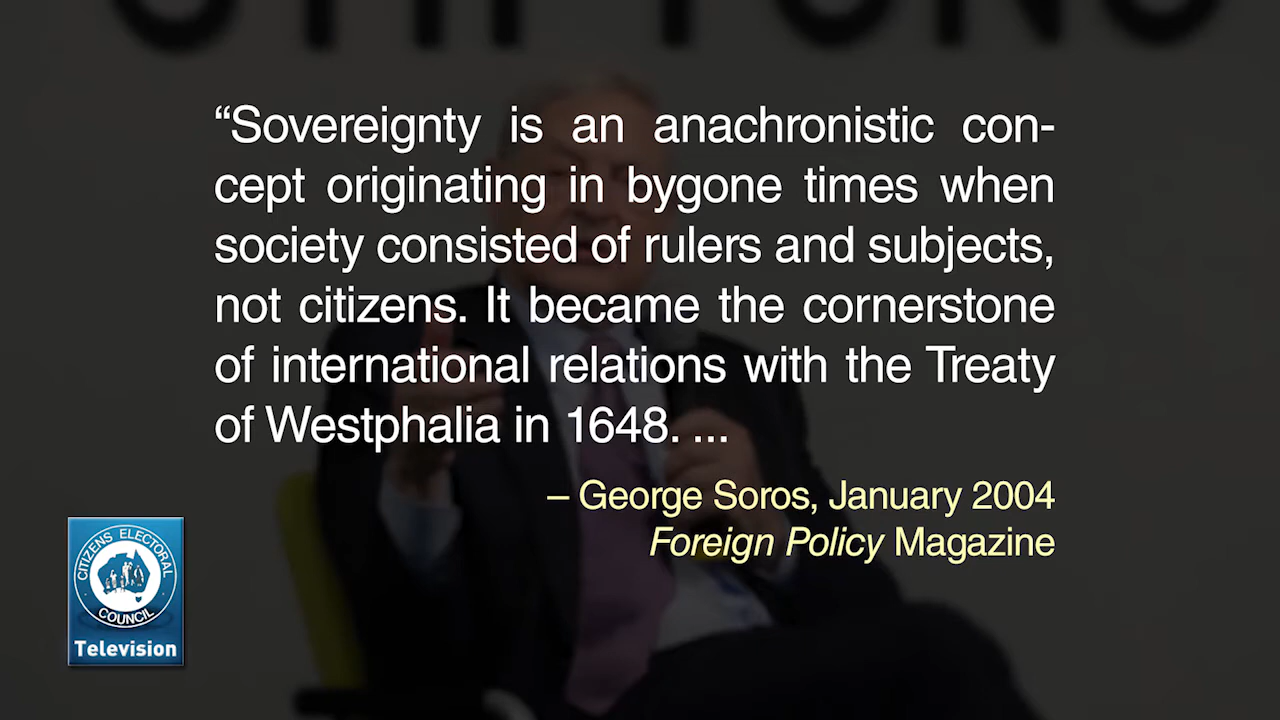 “Sovereignty is an anachronistic con-
cept originating in bygone times when
society consisted of rulers and subjects,
not citizens. It became the cornerstone
of international relations with the Treaty
of Westphalia in 1648. ...
– George Soros, January 2004
Foreign Policy Magazine
CITIZENS ELECTORAL
COUNCIL
Television